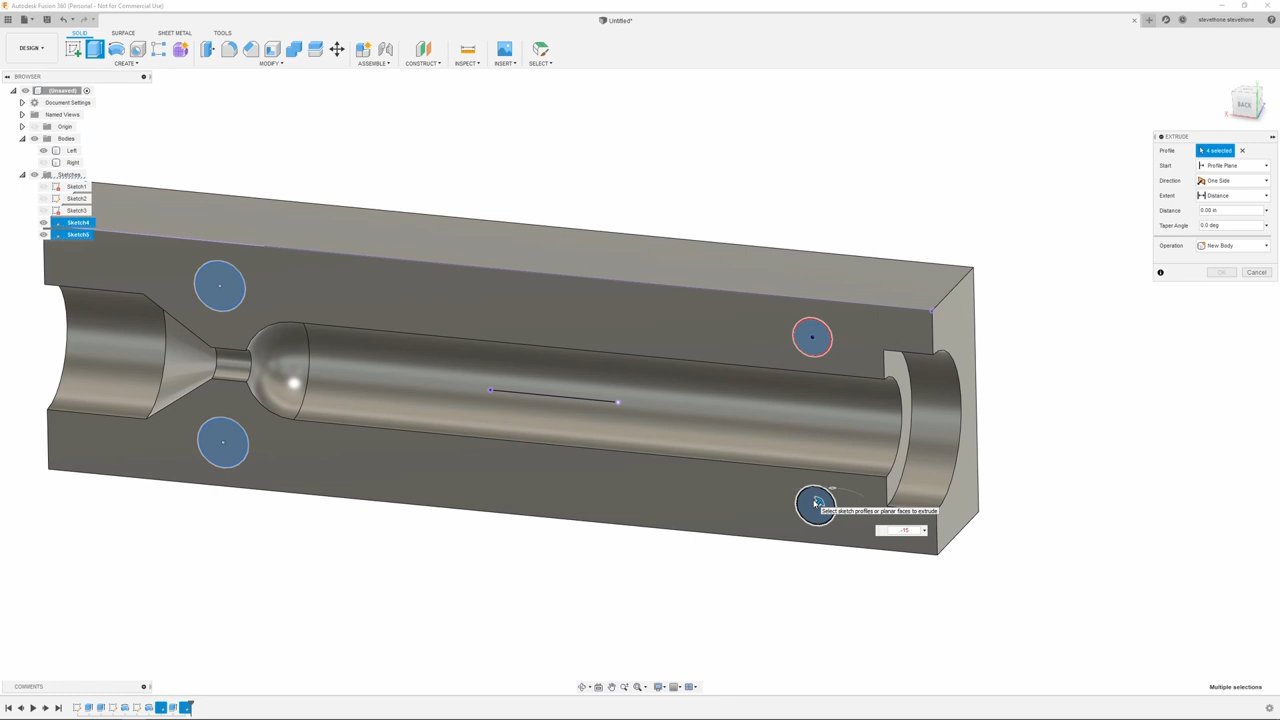 Autodesk Fusion 360 (Personal - Not for Commercial Use)
Untitled*
stevethone stevethone
SOLID SURFACE SHEET METAL TOOLS
DESIGN
CREATE MODIFY ASSEMBLE CONSTRUCT INSPECT INSERT SELECT
BROWSER
(Unsaved)
Document Settings
Named Views
Origin
Bodies
Left
Right
Sketches
Sketch1
Sketch2
Sketch3
Sketch4
Sketch5
BACK
X
EXTRUDE
Profile 4 selected
Start Profile Plane
Direction One Side
Extent Distance
Distance 0.00 in
Taper Angle 0.0 deg
Operation New Body
OK Cancel
Select sketch profiles or planar faces to extrude
-15
COMMENTS
Multiple selections